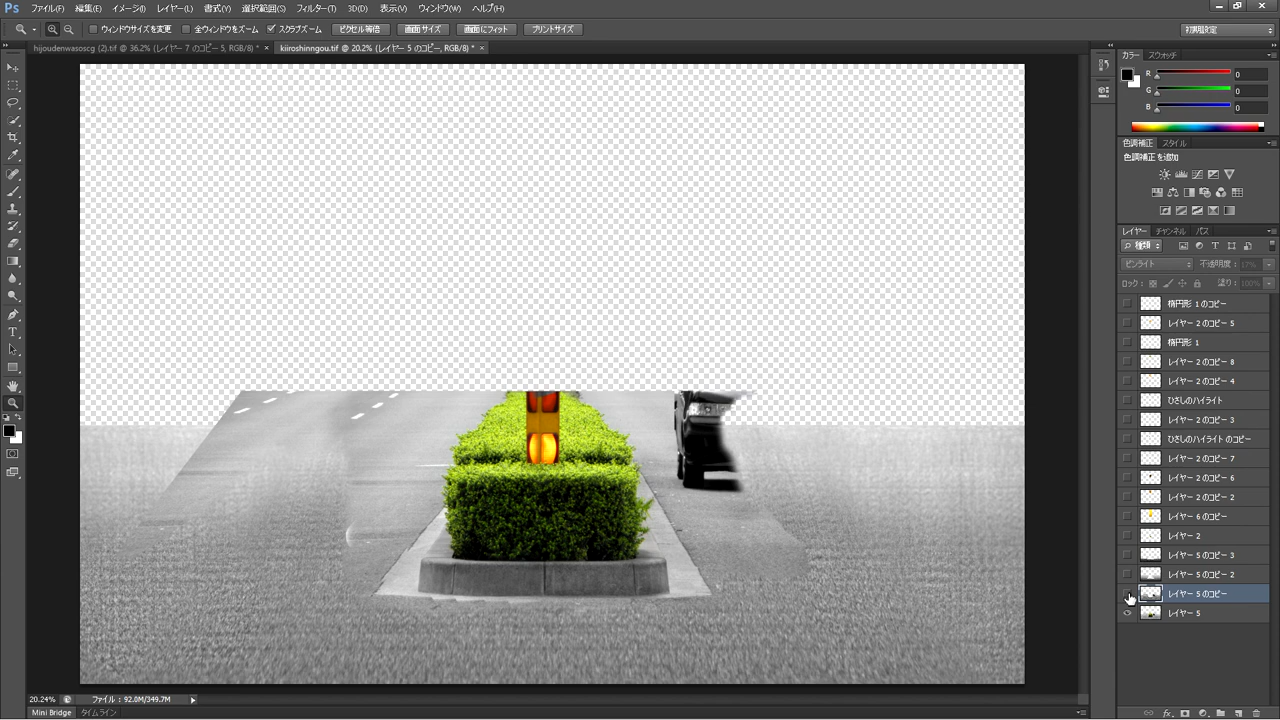 Ps ファイル(F) 編集(E) イメージ(I) レイヤー(L) 書式(Y) 選択範囲(S) フィルター(T) 3D(D) 表示(V) ウィンドウ(W) ヘルプ(H)
ウィンドウサイズを変更 全ウィンドウをズーム スクラブズーム ピクセル等倍 画面サイズ 画面にフィット プリントサイズ 初期設定
hijoudenwasoscg (2).tif @ 36.2% (レイヤー 7 のコピー 5, RGB/8) * × kiiroshinngou.tif @ 20.2% (レイヤー 5 のコピー, RGB/8) * ×
カラー スウォッチ
R 0
G 0
B 0
色調補正 スタイル
色調補正を追加
レイヤー チャンネル パス
種類
ピンライト 不透明度: 17%
ロック: 塗り: 100%
楕円形 1 のコピー
レイヤー 2 のコピー 5
楕円形 1
レイヤー 2 のコピー 8
レイヤー 2 のコピー 4
ひさしのハイライト
レイヤー 2 のコピー 3
ひさしのハイライト のコピー
レイヤー 2 のコピー 7
レイヤー 2 のコピー 6
レイヤー 2 のコピー 2
レイヤー 6 のコピー
レイヤー 2
レイヤー 5 のコピー 3
レイヤー 5 のコピー 2
レイヤー 5 のコピー
レイヤー 5
20.24% ファイル : 92.0M/349.7M
Mini Bridge タイムライン